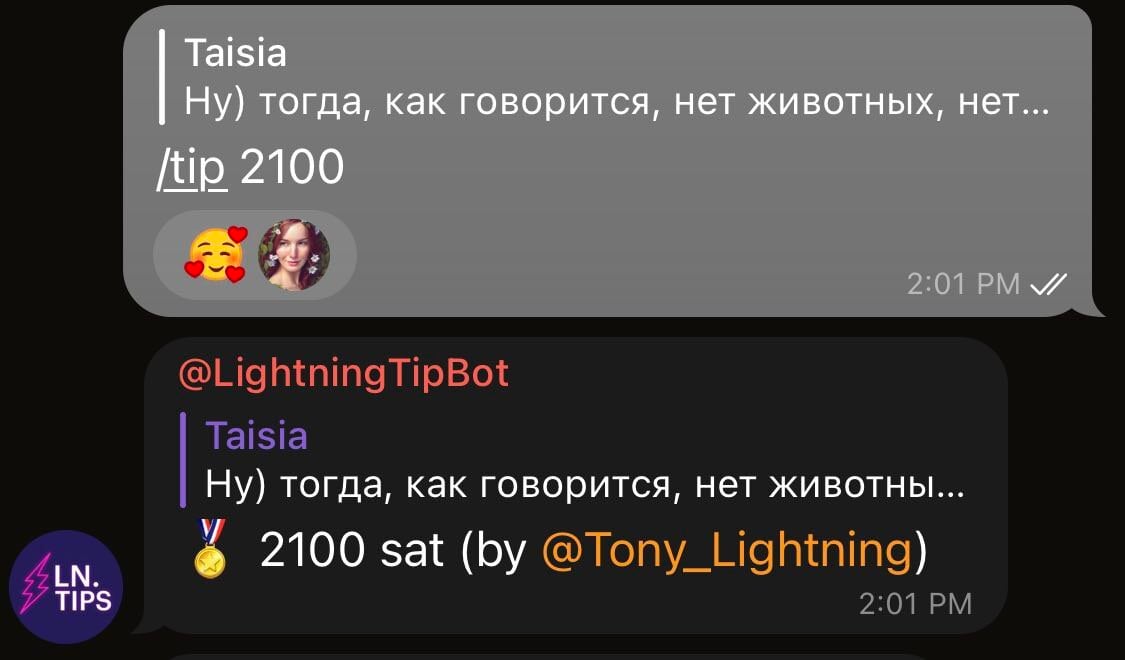 Taisia
Ну) тогда, как говорится, нет животных, нет...
/tip 2100
2:01 PM
@LightningTipBot
Taisia
Ну) тогда, как говорится, нет животны...
2100 sat (by @Tony_Lightning)
LN.
TIPS
2:01 PM